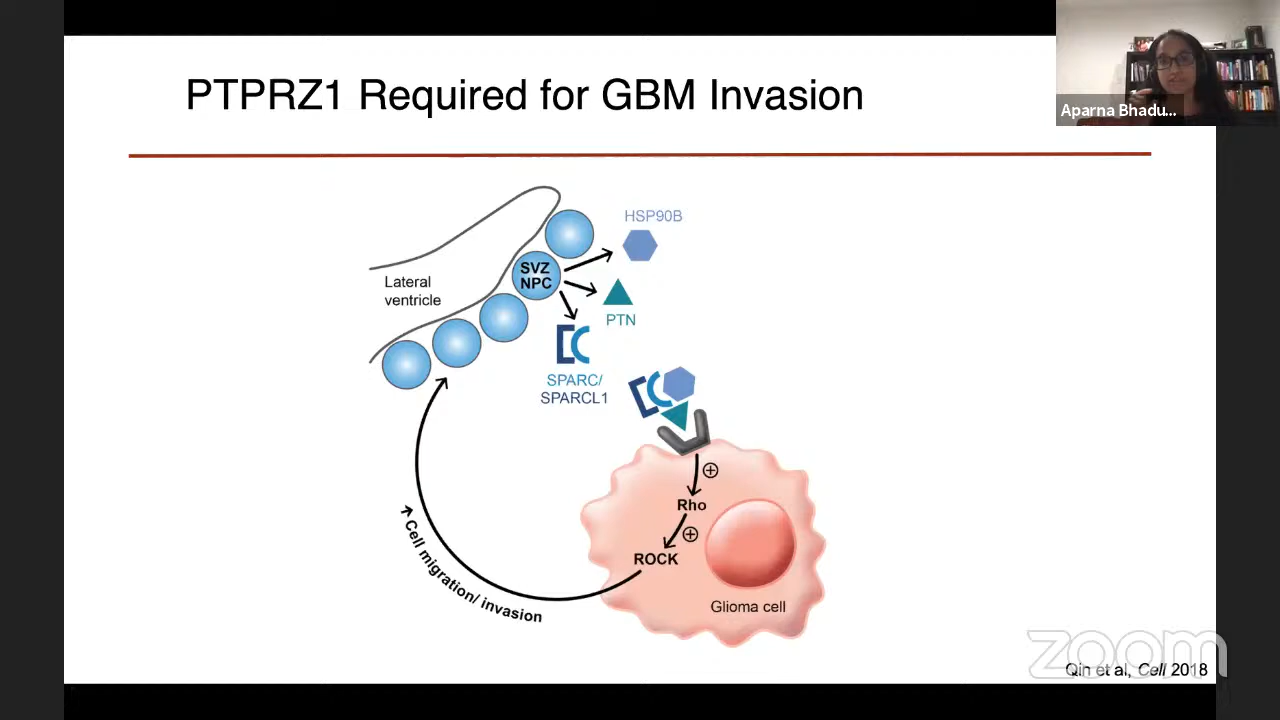 PTPRZ1 Required for GBM Invasion
Aparna Bhadu...
HSP90B
SVZ
NPC
Lateral
ventricle
PTN
SPARC/
SPARCL1
Rho
ROCK
Cell migration/ invasion
Glioma cell
zoom
Qin et al, Cell 2018